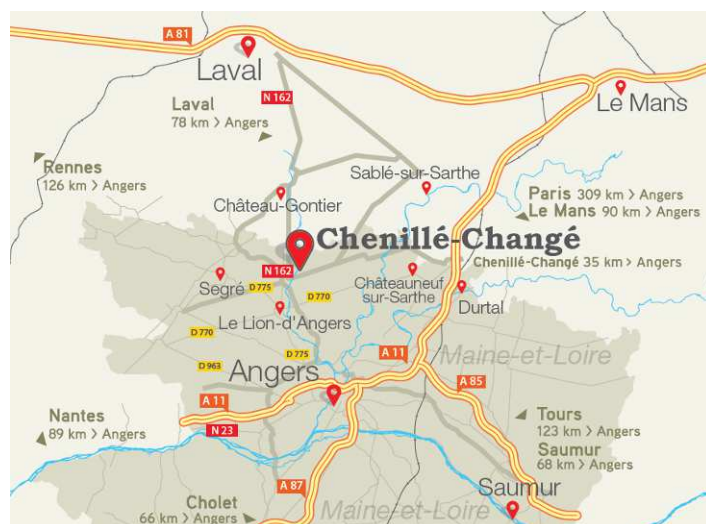 A 81
Laval
N 162
Le Mans
Laval
78 km > Angers
Rennes
126 km > Angers
Sablé-sur-Sarthe
Château-Gontier
Paris 309 km > Angers
Le Mans 90 km > Angers
Chenillé-Changé
Chenillé-Changé 35 km > Angers
N 162
Segré
D 775
D 770
Châteauneuf
sur-Sarthe
Durtal
Le Lion-d'Angers
D 770
D 775
A 11
Maine-et-Loire
D 963
Angers
A 85
A 11
Nantes
89 km > Angers
N 23
Tours
123 km > Angers
Saumur
68 km > Angers
A 87
Saumur
Cholet
66 km > Angers
Maine-et-Loire